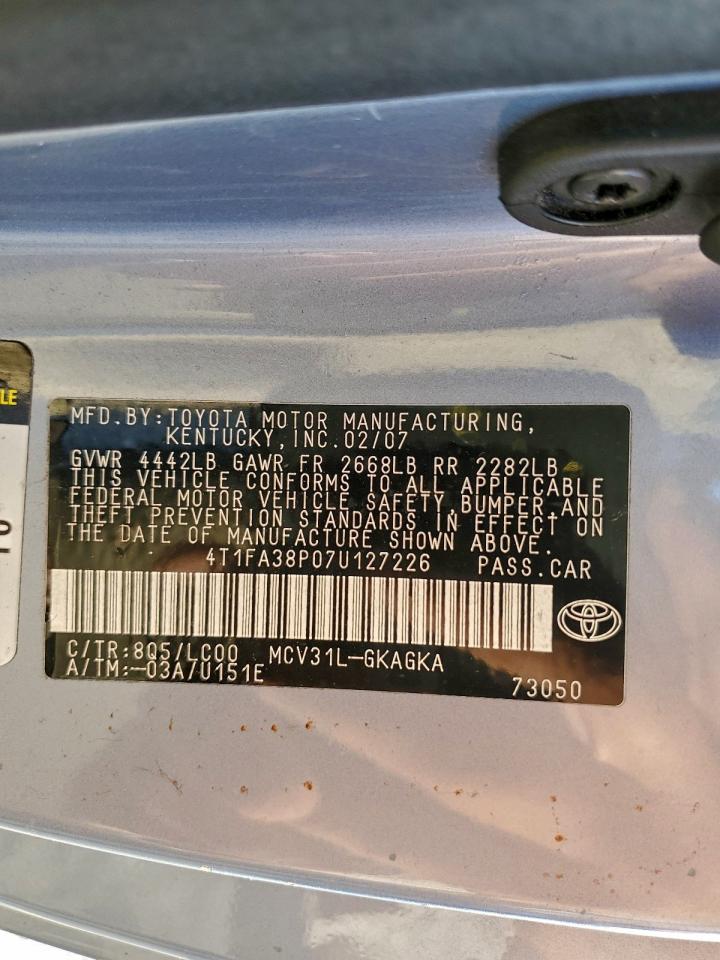 MFD.BY:TOYOTA MOTOR MANUFACTURING,
KENTUCKY,INC.02/07
GVWR 4442LB GAWR FR 2668LB RR 2282LB
THIS VEHICLE CONFORMS TO ALL APPLICABLE
FEDERAL MOTOR VEHICLE SAFETY,BUMPER,AND
THEFT PREVENTION STANDARDS IN EFFECT ON
THE DATE OF MANUFACTURE SHOWN ABOVE.
4T1FA38P07U127226 PASS.CAR
C/TR:8Q5/LC00 MCV31L-GKAGKA
A/TM:-03A/U151E
73050
LE